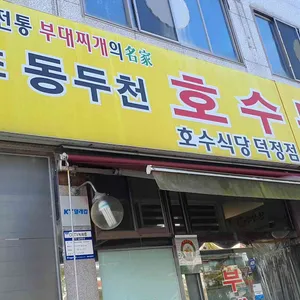 전통 부대찌개의名家
동두천 호수
호수식당 덕정점
부